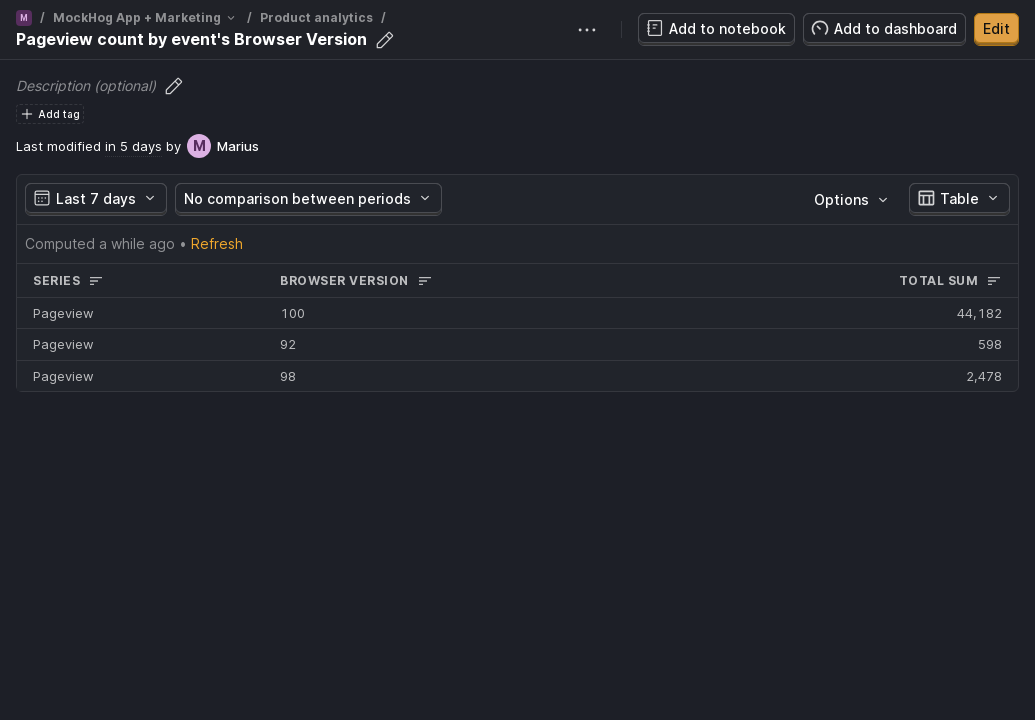 M / MockHog App + Marketing / Product analytics /
Pageview count by event's Browser Version
Add to notebook
Add to dashboard
Edit
Description (optional)
Add tag
Last modified in 5 days by M Marius
Last 7 days
No comparison between periods
Options
Table
Computed a while ago • Refresh
SERIES BROWSER VERSION TOTAL SUM
Pageview 100 44,182
Pageview 92 598
Pageview 98 2,478